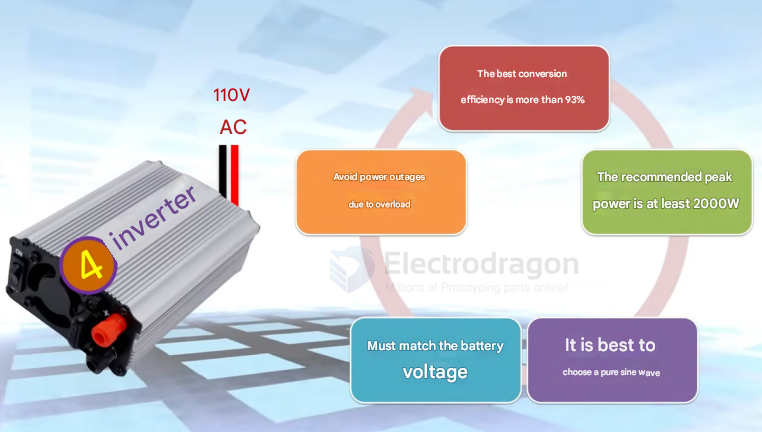 110V
AC
4
inverter
ON
The best conversion
efficiency is more than 93%
The recommended peak
power is at least 2000W
It is best to
choose a pure sine wave
Must match the battery
voltage
Avoid power outages
due to overload
Electrodragon
Millions of Prototyping parts online!